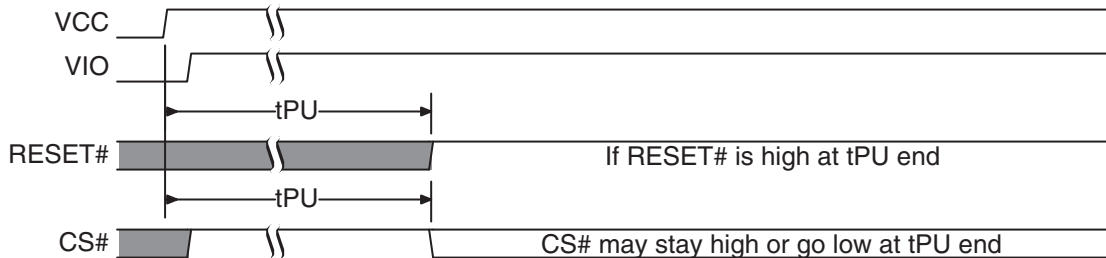 VCC
VIO
tPU
RESET# If RESET# is high at tPU end
tPU
CS# CS# may stay high or go low at tPU end